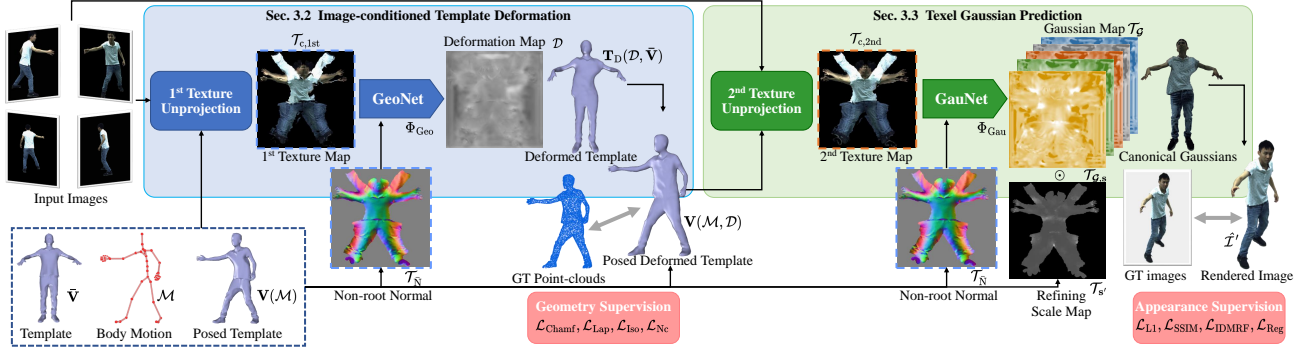 Sec. 3.2 Image-conditioned Template Deformation
Sec. 3.3 Texel Gaussian Prediction
Input Images
1st Texture
Unprojection
𝒯c,1st
1st Texture Map
GeoNet
ΦGeo
Deformation Map 𝒟
TD(𝒟, V̄)
Deformed Template
V(ℳ, 𝒟)
Posed Deformed Template
GT Point-clouds
𝒯N̄
Non-root Normal
V̄
Template
ℳ
Body Motion
V(ℳ)
Posed Template
Geometry Supervision
ℒChamf, ℒLap, ℒIso, ℒNc
2nd Texture
Unprojection
𝒯c,2nd
2nd Texture Map
GauNet
ΦGau
Gaussian Map 𝒯𝒢
Canonical Gaussians
⊙ 𝒯𝒢,s
𝒯N̄
Non-root Normal
Refining
Scale Map
𝒯s′
GT images
ℐ̂′
Rendered Image
Appearance Supervision
ℒL1, ℒSSIM, ℒIDMRF, ℒReg